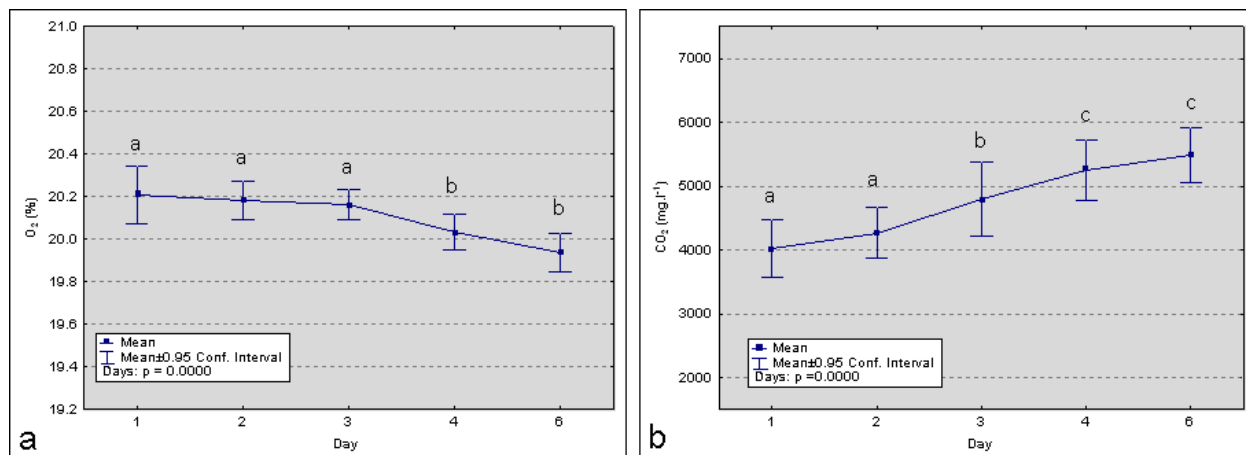 21.0
20.8
20.6
20.4
20.2
20.0
19.8
19.6
19.4
19.2
O2 (%)
a
a
a
b
b
Mean
Mean±0.95 Conf. Interval
Days: p = 0.0000
1 2 3 4 6
Day
a
7000
6000
5000
4000
3000
2000
CO2 (mg.l-1)
a
a
b
c
c
Mean
Mean±0.95 Conf. Interval
Days: p =0.0000
1 2 3 4 6
Day
b